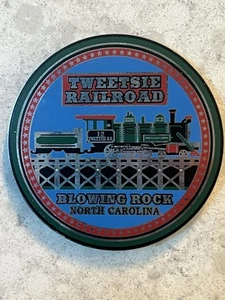 TWEETSIE
RAILROAD
12
BLOWING ROCK
NORTH CAROLINA